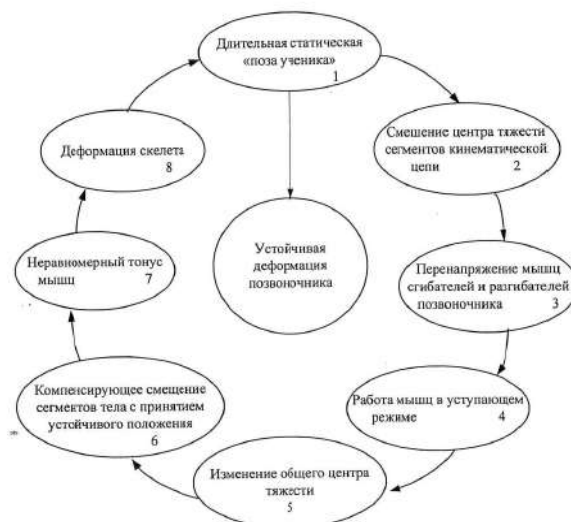 Длительная статическая
«поза ученика»
1
Смешение центра тяжести
сегментов кинематической
цепи 2
Перенапряжение мышц
сгибателей и разгибателей
позвоночника 3
Работа мышц в уступающем
режиме 4
Изменение общего центра
тяжести
5
Компенсирующее смещение
сегментов тела с принятием
устойчивого положения
6
Неравиомерный тонус
мышц 7
Деформация скелета
8
Устойчивая
деформация
позвоночника